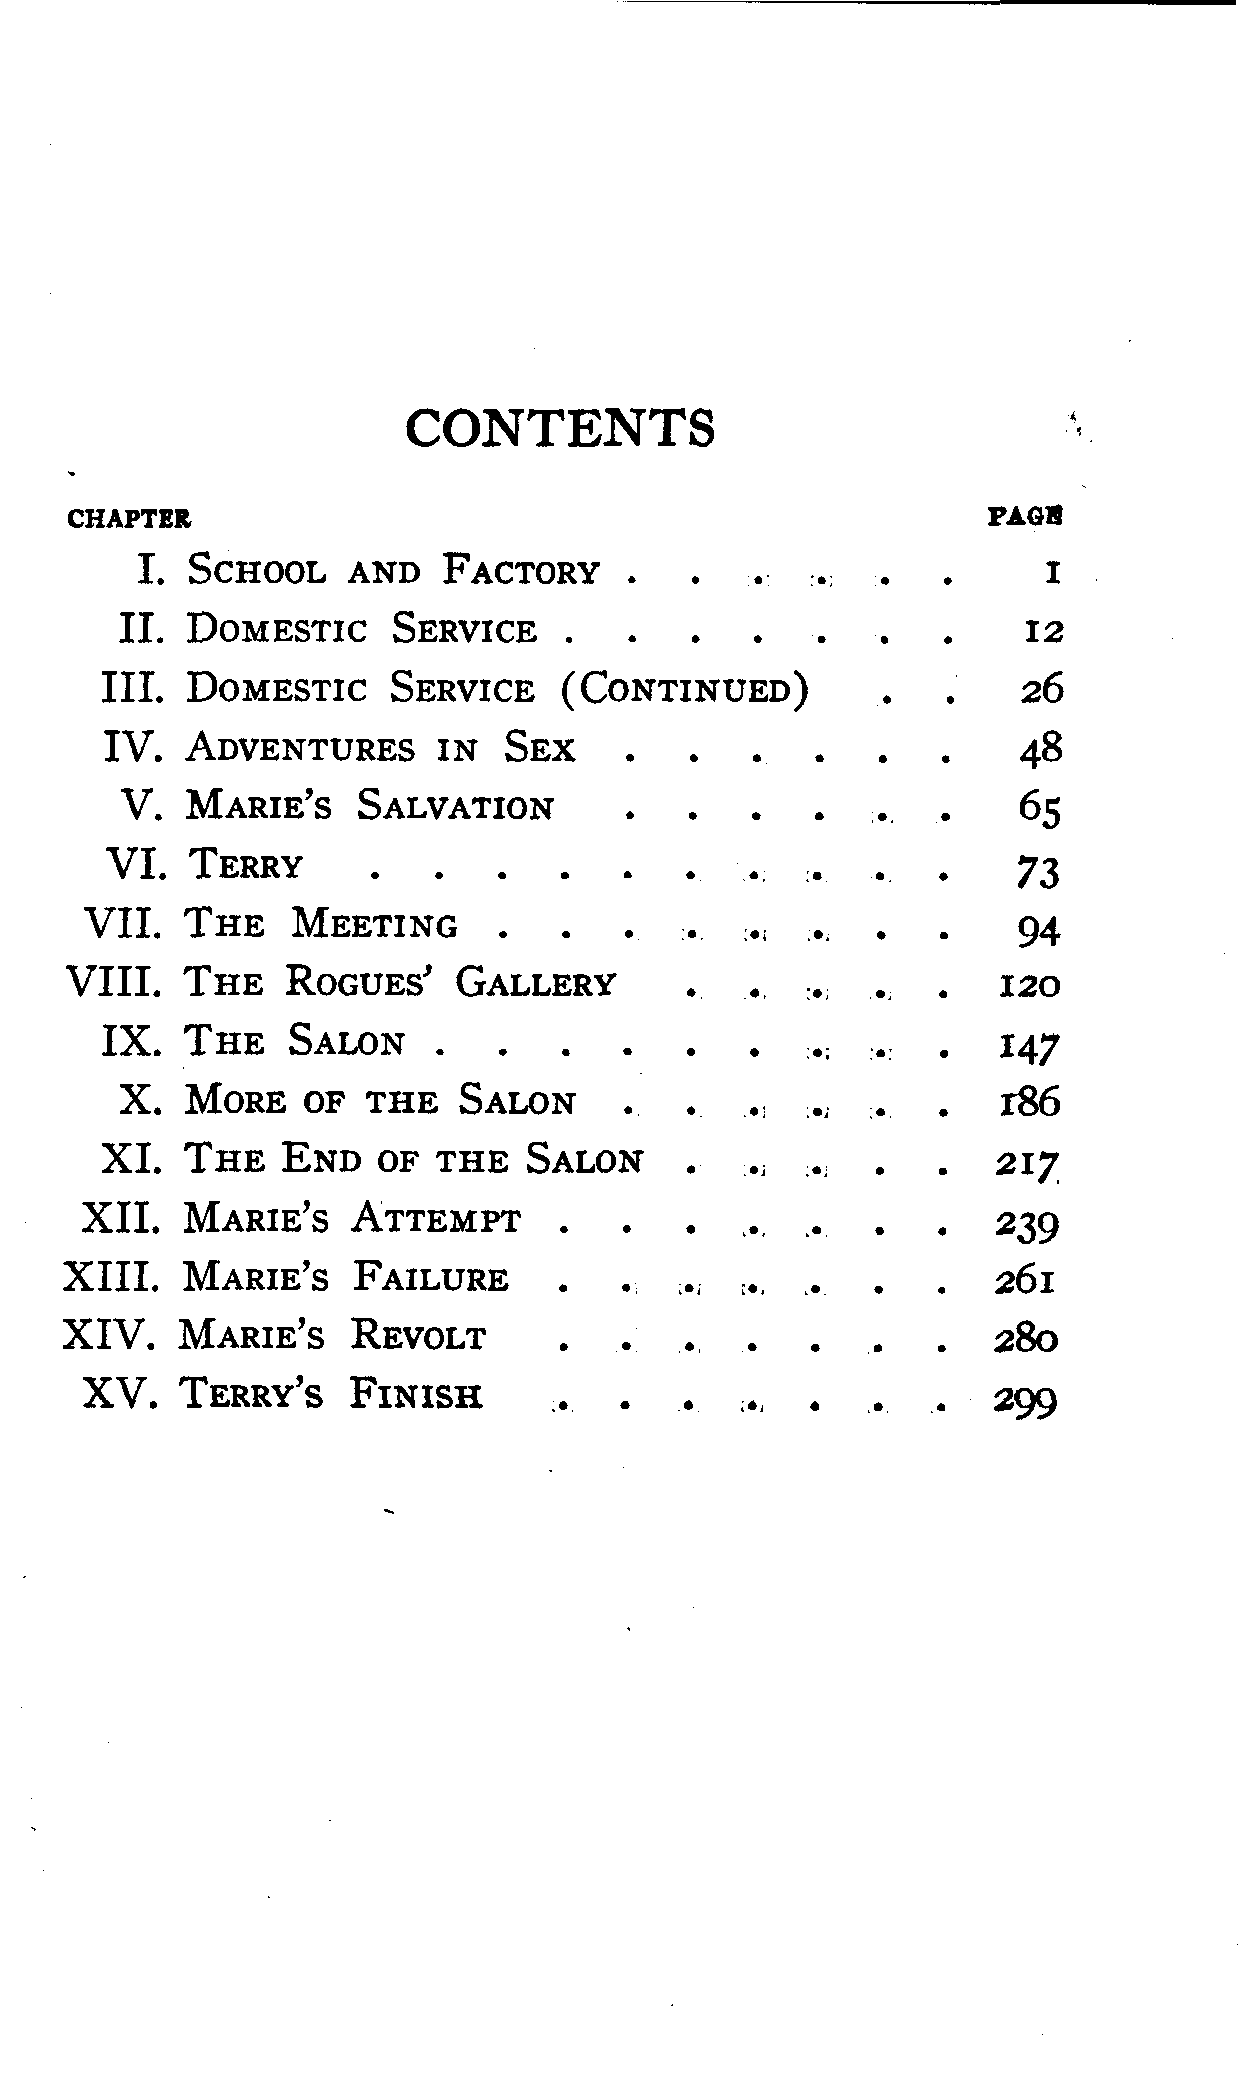 CONTENTS
CHAPTER PAGE
I. School and Factory . . . . . . 1
II. Domestic Service . . . . . . . 12
III. Domestic Service (Continued) . . 26
IV. Adventures in Sex . . . . . . 48
V. Marie's Salvation . . . . . . 65
VI. Terry . . . . . . . . . . 73
VII. The Meeting . . . . . . . . 94
VIII. The Rogues' Gallery . . . . . 120
IX. The Salon . . . . . . . . . 147
X. More of the Salon . . . . . . 186
XI. The End of the Salon . . . . . 217
XII. Marie's Attempt . . . . . . . 239
XIII. Marie's Failure . . . . . . . 261
XIV. Marie's Revolt . . . . . . . 280
XV. Terry's Finish . . . . . . . 299